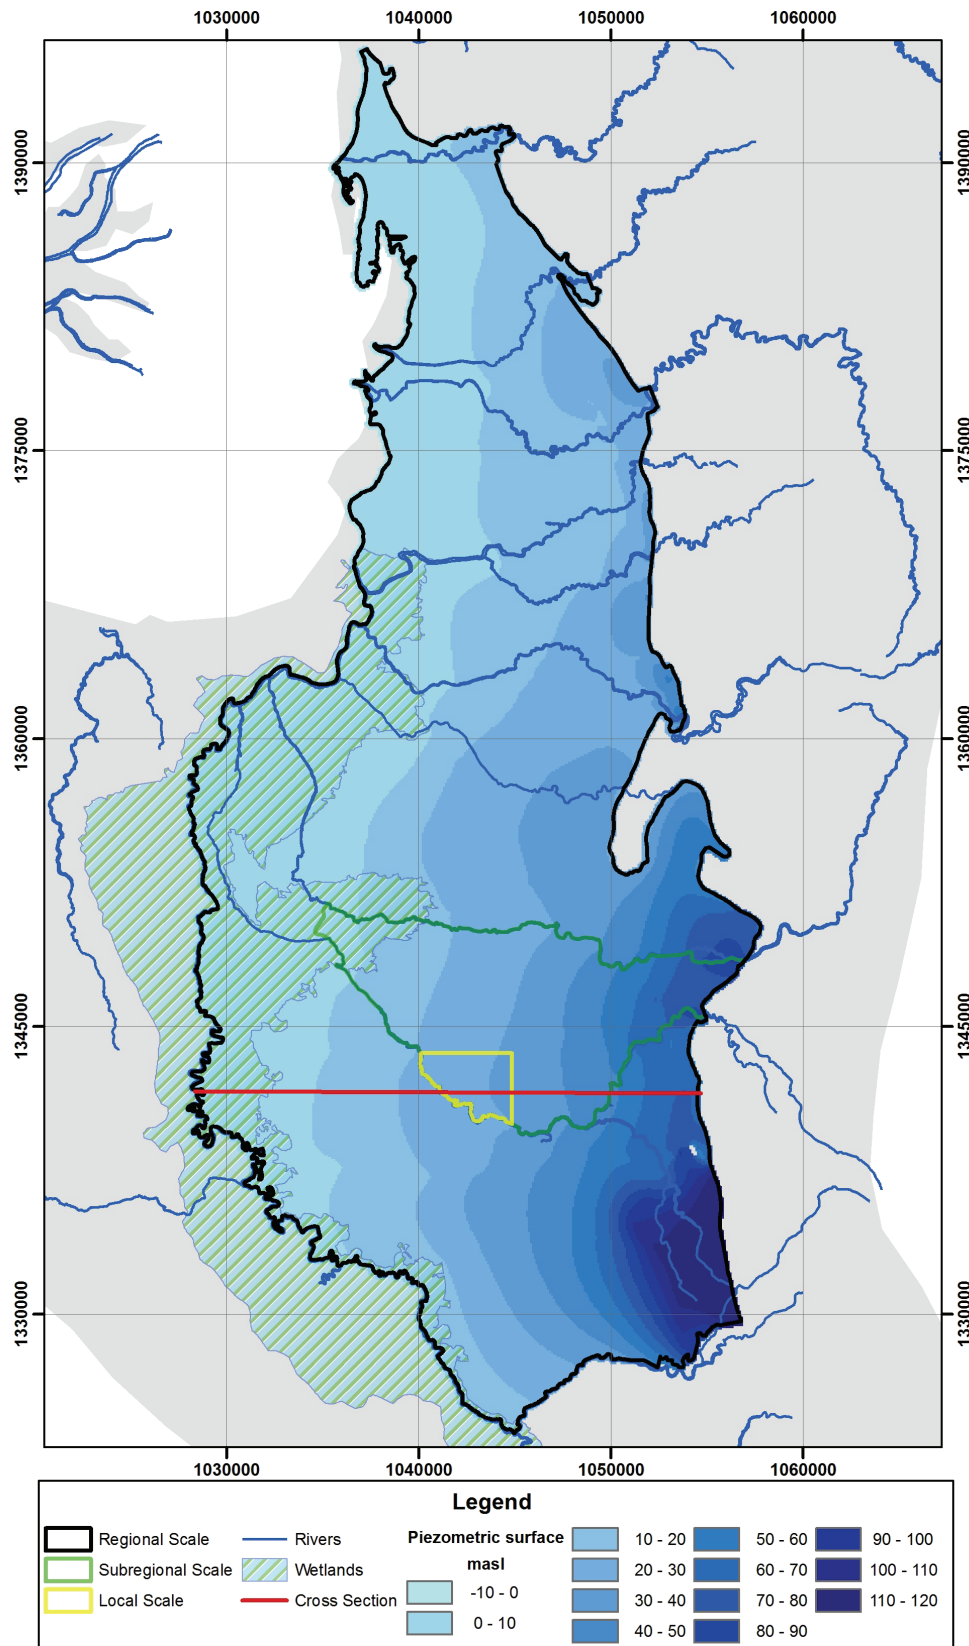 1030000 1040000 1050000 1060000
1390000 1390000
1375000 1375000
1360000 1360000
1345000 1345000
1330000 1330000
1030000 1040000 1050000 1060000
Legend
Regional Scale
Subregional Scale
Local Scale
Rivers
Wetlands
Cross Section
Piezometric surface
masl
-10 - 0
0 - 10
10 - 20
20 - 30
30 - 40
40 - 50
50 - 60
60 - 70
70 - 80
80 - 90
90 - 100
100 - 110
110 - 120